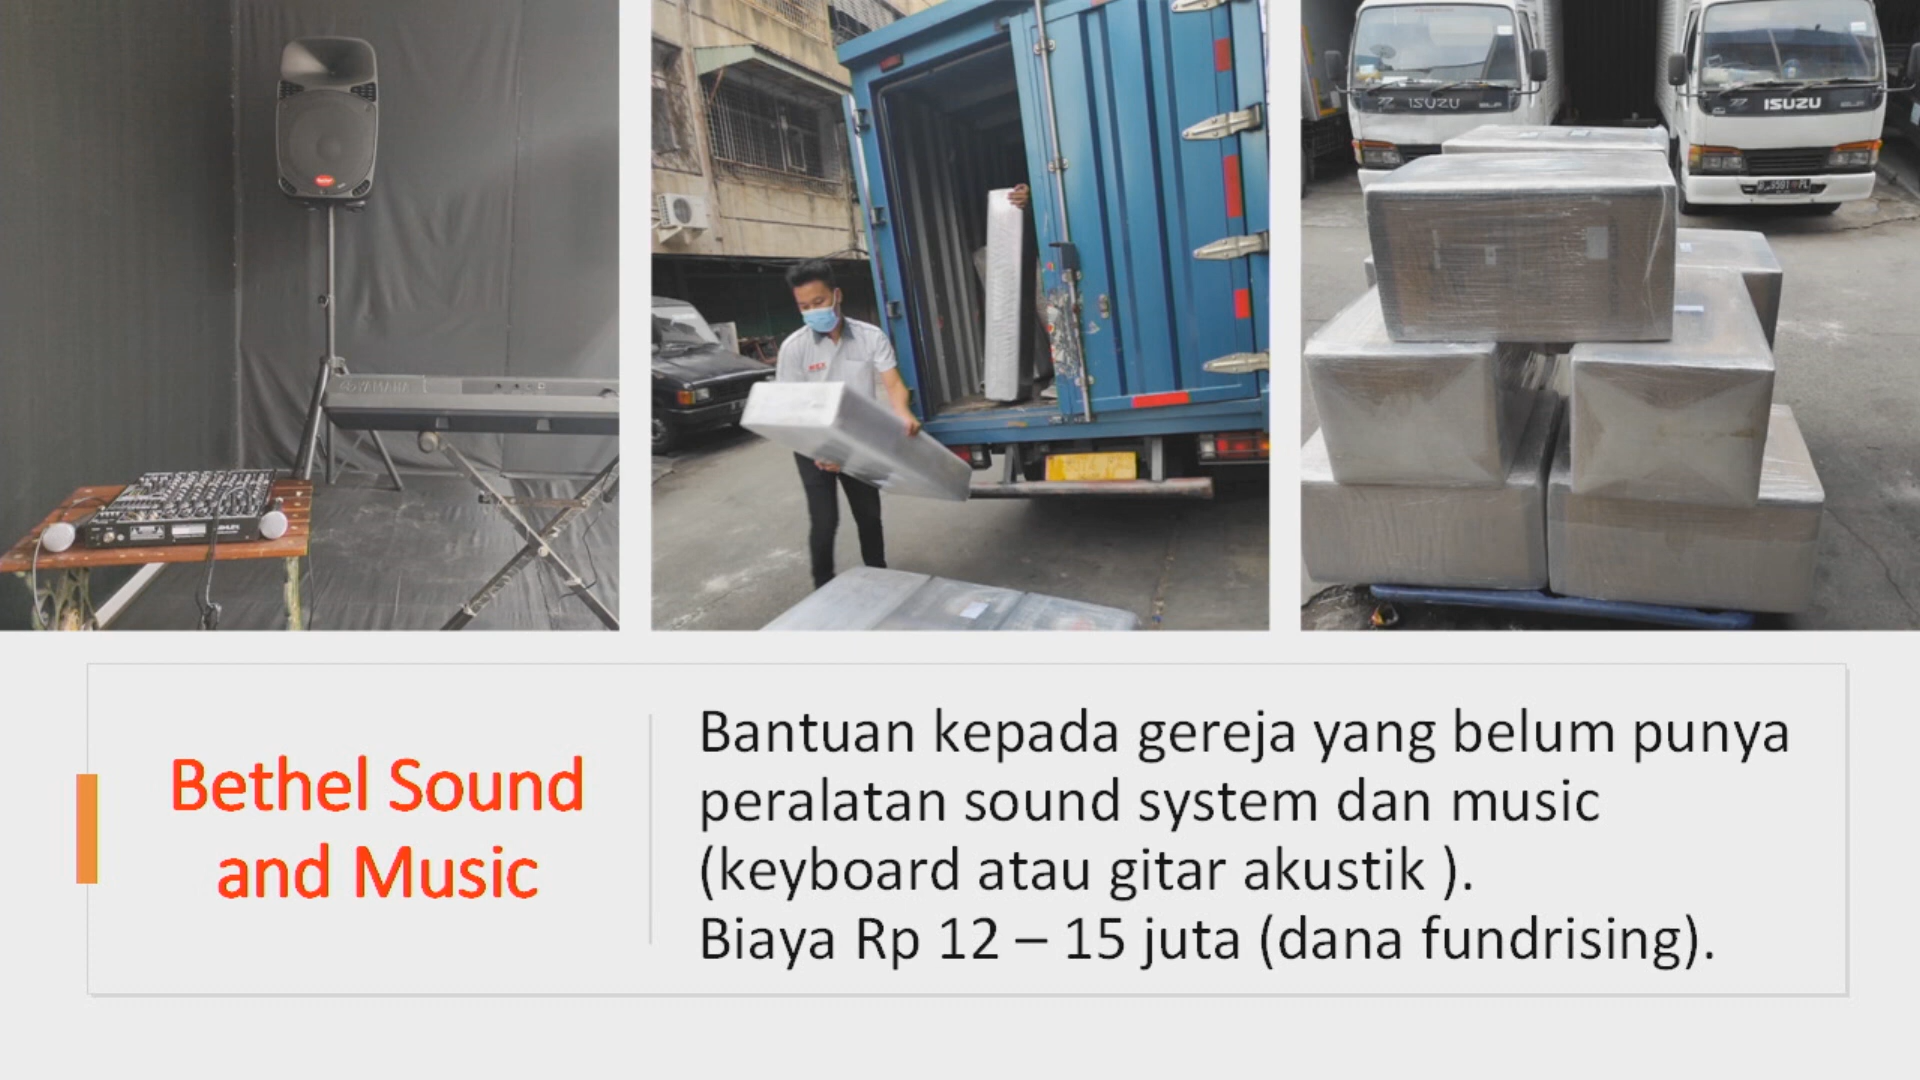 YAMAHA
ISUZU
ISUZU
Bethel Sound
and Music
Bantuan kepada gereja yang belum punya
peralatan sound system dan music
(keyboard atau gitar akustik ).
Biaya Rp 12 – 15 juta (dana fundrising).